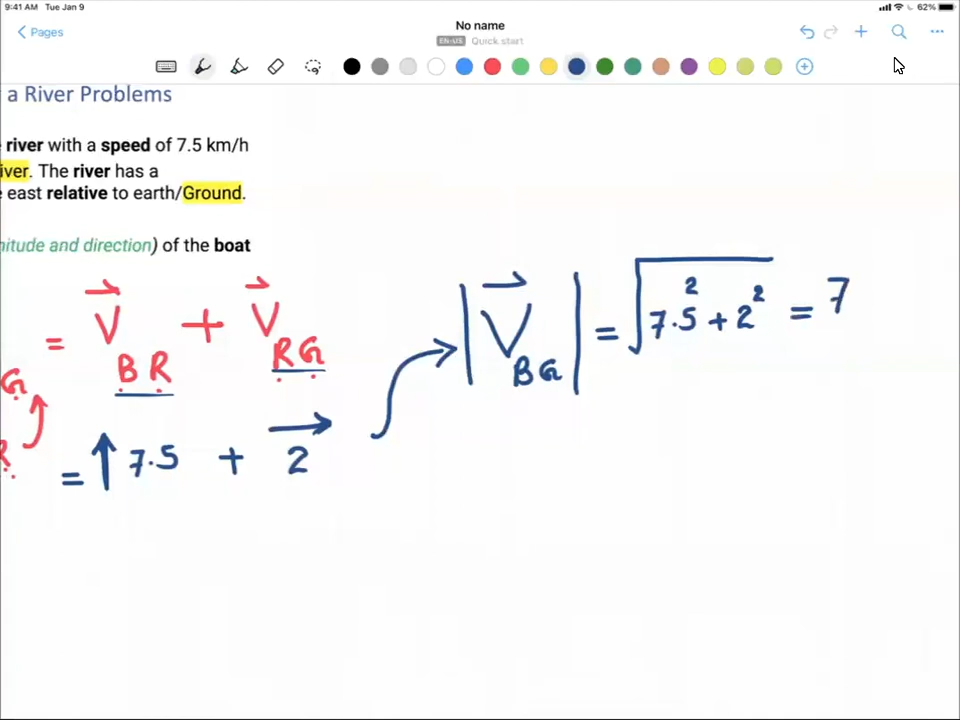 9:41 AM Tue Jan 9
62%
No name
Pages
EN-US Quick start
a River Problems
river with a speed of 7.5 km/h
iver. The river has a
e east relative to earth/Ground.
nitude and direction) of the boat
= V BR + V RG
G
R
= ↑ 7.5 + → 2
|V BG| = √7.5² + 2² = 7